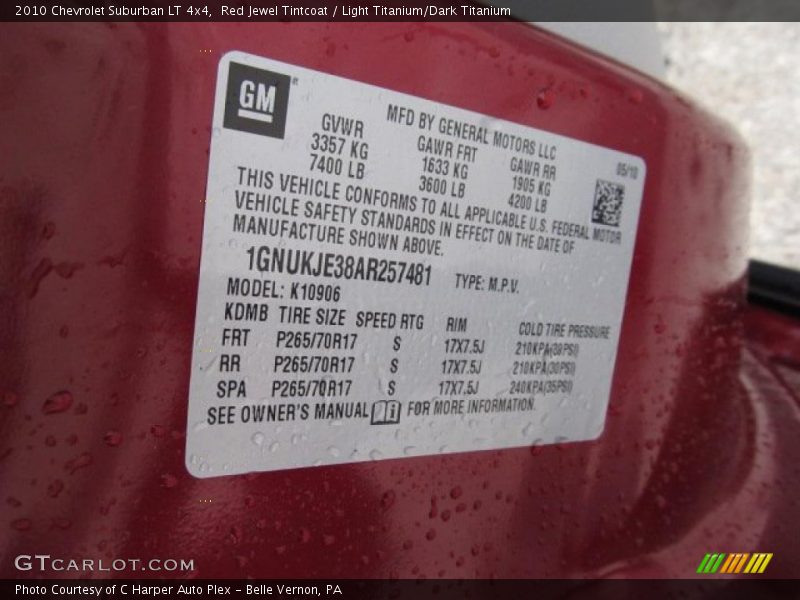 2010 Chevrolet Suburban LT 4x4, Red Jewel Tintcoat / Light Titanium/Dark Titanium
GM
MFD BY GENERAL MOTORS LLC
GVWR GAWR FRT GAWR RR 05/10
3357 KG 1633 KG 1905 KG
7400 LB 3600 LB 4200 LB
THIS VEHICLE CONFORMS TO ALL APPLICABLE U.S. FEDERAL MOTOR
VEHICLE SAFETY STANDARDS IN EFFECT ON THE DATE OF
MANUFACTURE SHOWN ABOVE.
1GNUKJE38AR257481 TYPE: M.P.V.
MODEL: K10906
KDMB TIRE SIZE SPEED RTG RIM COLD TIRE PRESSURE
FRT P265/70R17 S 17X7.5J 210KPA(30PSI)
RR P265/70R17 S 17X7.5J 210KPA(30PSI)
SPA P265/70R17 S 17X7.5J 240KPA(35PSI)
SEE OWNER'S MANUAL FOR MORE INFORMATION.
GTCARLOT.COM
Photo Courtesy of C Harper Auto Plex - Belle Vernon, PA